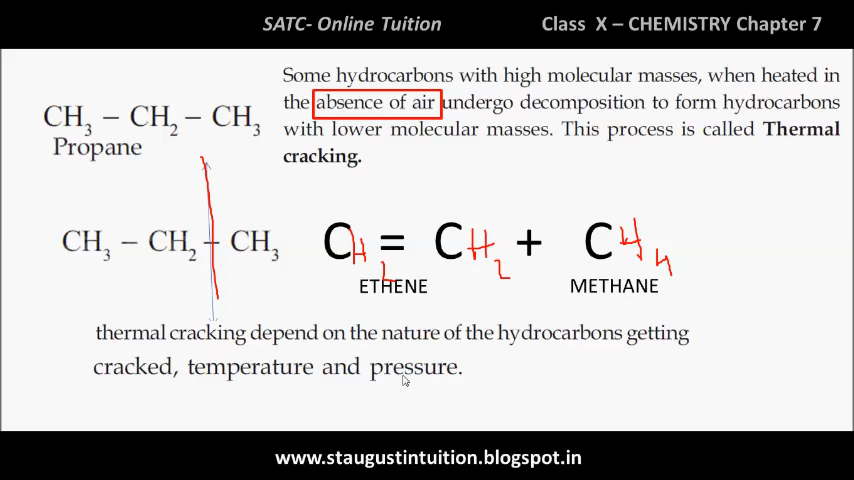 SATC- Online Tuition Class X – CHEMISTRY Chapter 7
Some hydrocarbons with high molecular masses, when heated in
the absence of air undergo decomposition to form hydrocarbons
with lower molecular masses. This process is called Thermal
cracking.
CH₃ – CH₂ – CH₃
Propane
CH₃ – CH₂ – CH₃ CH₂ = CH₂ + CH₄
ETHENE METHANE
thermal cracking depend on the nature of the hydrocarbons getting
cracked, temperature and pressure.
www.staugustintuition.blogspot.in